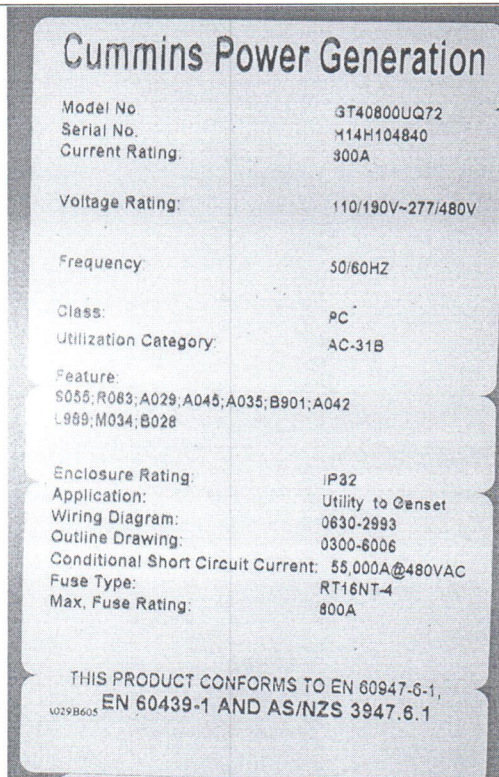 Cummins Power Generation
Model No GT40800UQ72
Serial No. H14H104840
Current Rating: 800A
Voltage Rating: 110/190V~277/480V
Frequency 50/60HZ
Class: PC
Utilization Category: AC-31B
Feature:
S055;R083;A029;A045;A035;B901;A042
L989;M034;B028
Enclosure Rating: IP32
Application: Utility to Genset
Wiring Diagram: 0630-2993
Outline Drawing: 0300-6006
Conditional Short Circuit Current: 55,000A@480VAC
Fuse Type: RT16NT-4
Max, Fuse Rating: 800A
THIS PRODUCT CONFORMS TO EN 60947-6-1,
EN 60439-1 AND AS/NZS 3947.6.1